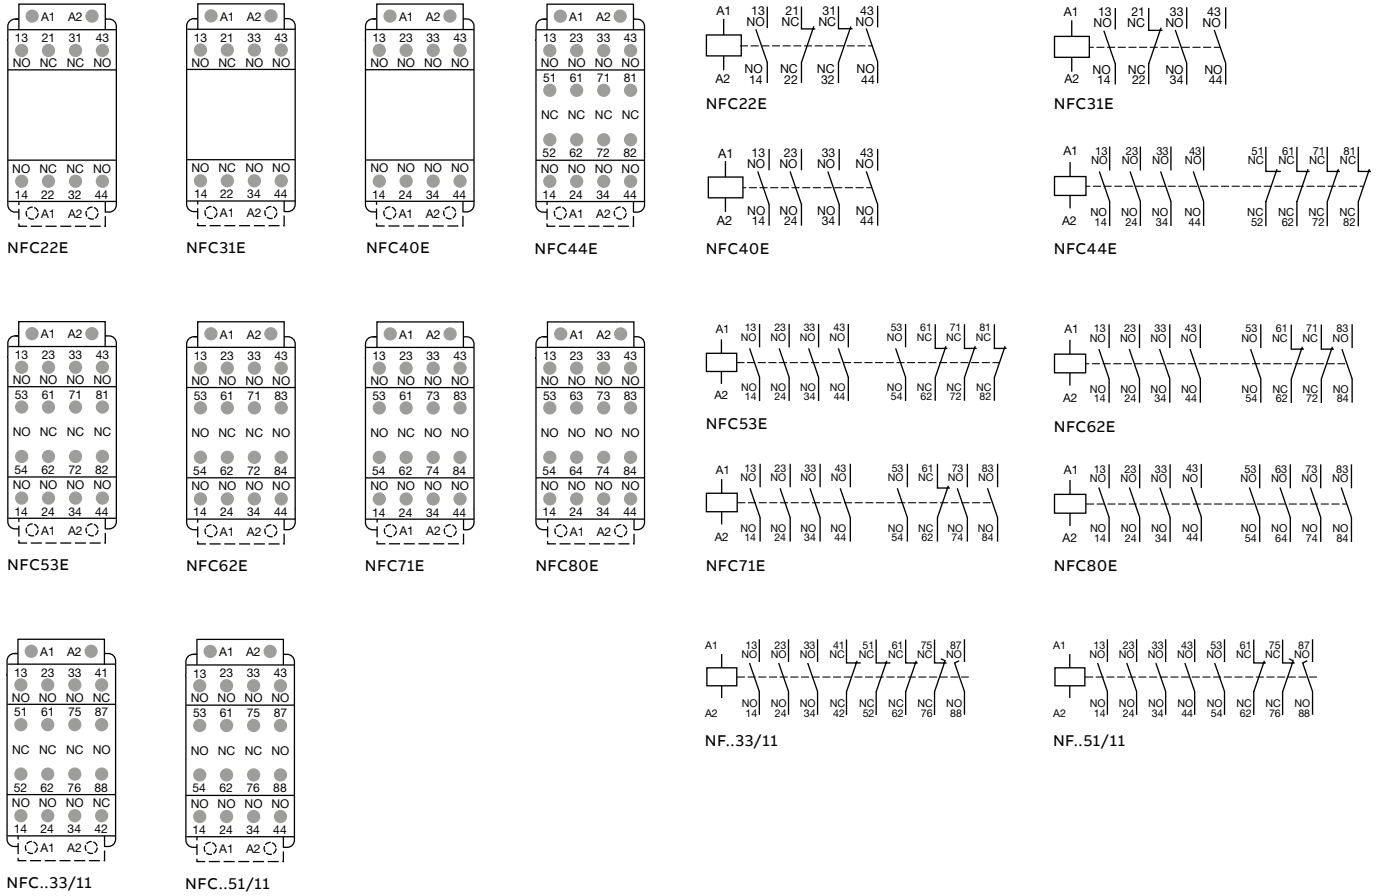 A1 A2
13 21 31 43
NO NC NC NO
NO NC NC NO
14 22 32 44
A1 A2
NFC22E
A1 A2
13 21 33 43
NO NC NO NO
NO NC NO NO
14 22 34 44
A1 A2
NFC31E
A1 A2
13 23 33 43
NO NO NO NO
NO NO NO NO
14 24 34 44
A1 A2
NFC40E
A1 A2
13 23 33 43
NO NO NO NO
51 61 71 81
NC NC NC NC
52 62 72 82
NO NO NO NO
14 24 34 44
A1 A2
NFC44E
A1 13 21 31 43
NO NC NC NO
NO NC NC NO
A2 14 22 32 44
NFC22E
A1 13 21 33 43
NO NC NO NO
NO NC NO NO
A2 14 22 34 44
NFC31E
A1 13 23 33 43
NO NO NO NO
NO NO NO NO
A2 14 24 34 44
NFC40E
A1 13 23 33 43 51 61 71 81
NO NO NO NO NC NC NC NC
NO NO NO NO NC NC NC NC
A2 14 24 34 44 52 62 72 82
NFC44E
A1 A2
13 23 33 43
NO NO NO NO
53 61 71 81
NO NC NC NC
54 62 72 82
NO NO NO NO
14 24 34 44
A1 A2
NFC53E
A1 A2
13 23 33 43
NO NO NO NO
53 61 71 83
NO NC NC NO
54 62 72 84
NO NO NO NO
14 24 34 44
A1 A2
NFC62E
A1 A2
13 23 33 43
NO NO NO NO
53 61 73 83
NO NC NO NO
54 62 74 84
NO NO NO NO
14 24 34 44
A1 A2
NFC71E
A1 A2
13 23 33 43
NO NO NO NO
53 63 73 83
NO NO NO NO
54 64 74 84
NO NO NO NO
14 24 34 44
A1 A2
NFC80E
A1 13 23 33 43 53 61 71 81
NO NO NO NO NO NC NC NC
NO NO NO NO NO NC NC NC
A2 14 24 34 44 54 62 72 82
NFC53E
A1 13 23 33 43 53 61 71 83
NO NO NO NO NO NC NC NO
NO NO NO NO NO NC NC NO
A2 14 24 34 44 54 62 72 84
NFC62E
A1 13 23 33 43 53 61 73 83
NO NO NO NO NO NC NO NO
NO NO NO NO NO NC NO NO
A2 14 24 34 44 54 62 74 84
NFC71E
A1 13 23 33 43 53 63 73 83
NO NO NO NO NO NO NO NO
NO NO NO NO NO NO NO NO
A2 14 24 34 44 54 64 74 84
NFC80E
A1 A2
13 23 33 41
NO NO NO NC
51 61 75 87
NC NC NC NO
52 62 76 88
NO NO NO NC
14 24 34 42
A1 A2
NFC..33/11
A1 A2
13 23 33 43
NO NO NO NO
53 61 75 87
NO NC NC NO
54 62 76 88
NO NO NO NO
14 24 34 44
A1 A2
NFC..51/11
A1 13 23 33 41 51 61 75 87
NO NO NO NC NC NC NC NO
NO NO NO NC NC NC NC NO
A2 14 24 34 42 52 62 76 88
NF..33/11
A1 13 23 33 43 53 61 75 87
NO NO NO NO NO NC NC NO
NO NO NO NO NO NC NC NO
A2 14 24 34 44 54 62 76 88
NF..51/11